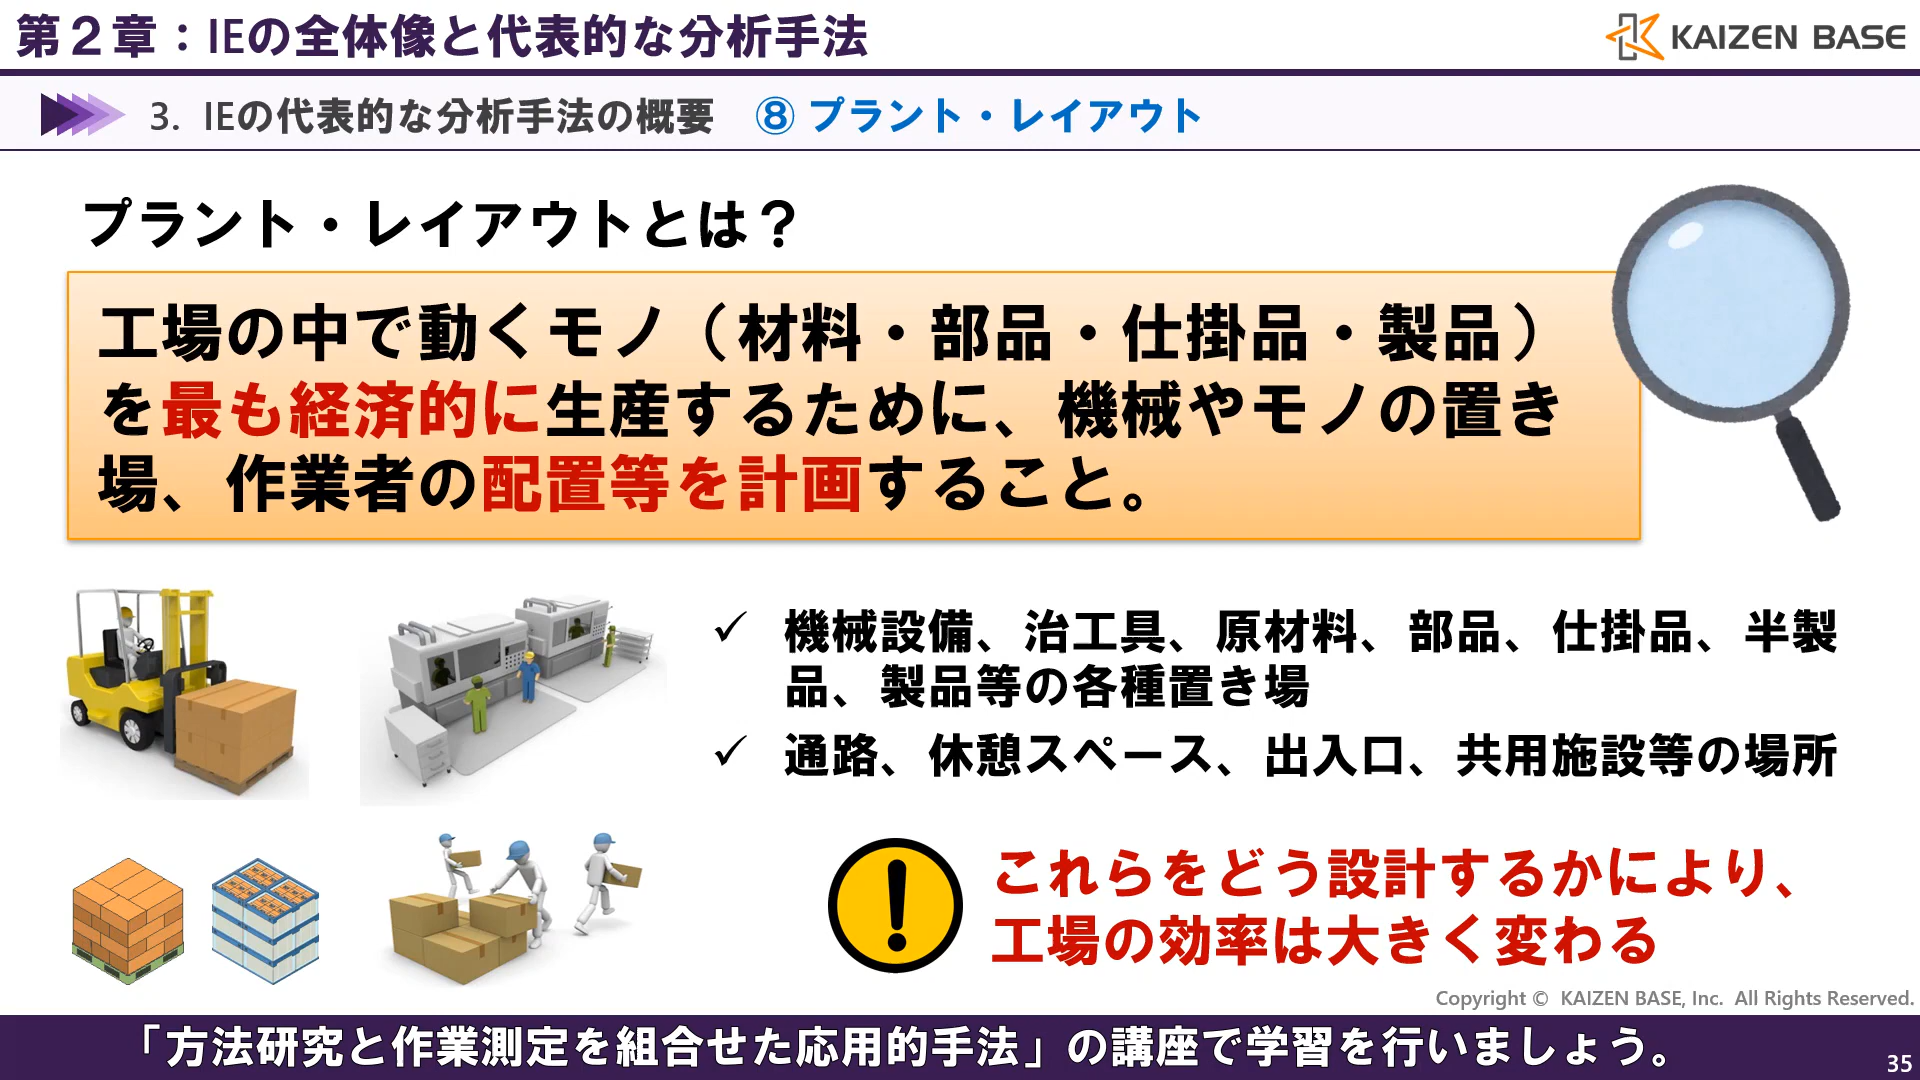 第２章：IEの全体像と代表的な分析手法
KAIZEN BASE
3. IEの代表的な分析手法の概要　⑧ プラント・レイアウト
プラント・レイアウトとは？
工場の中で動くモノ（材料・部品・仕掛品・製品）
を最も経済的に生産するために、機械やモノの置き
場、作業者の配置等を計画すること。
✓ 機械設備、治工具、原材料、部品、仕掛品、半製
品、製品等の各種置き場
✓ 通路、休憩スペース、出入口、共用施設等の場所
これらをどう設計するかにより、
工場の効率は大きく変わる
Copyright © KAIZEN BASE, Inc. All Rights Reserved.
「方法研究と作業測定を組合せた応用的手法」の講座で学習を行いましょう。
35